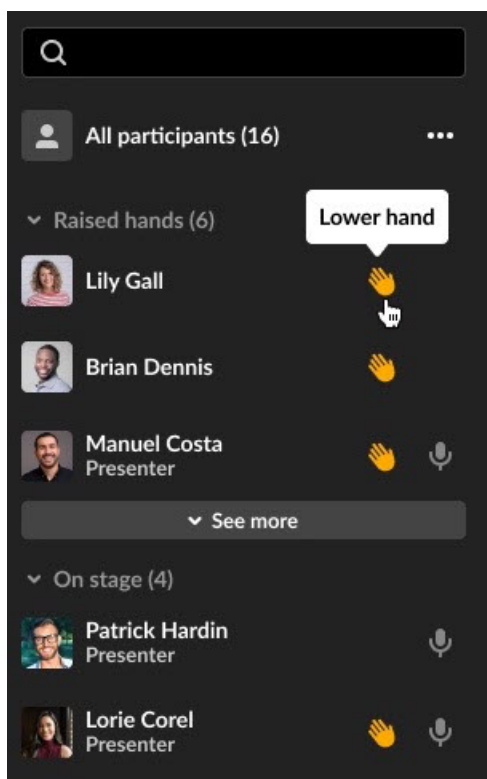 All participants (16)
Raised hands (6)
Lower hand
Lily Gall
Brian Dennis
Manuel Costa
Presenter
See more
On stage (4)
Patrick Hardin
Presenter
Lorie Corel
Presenter